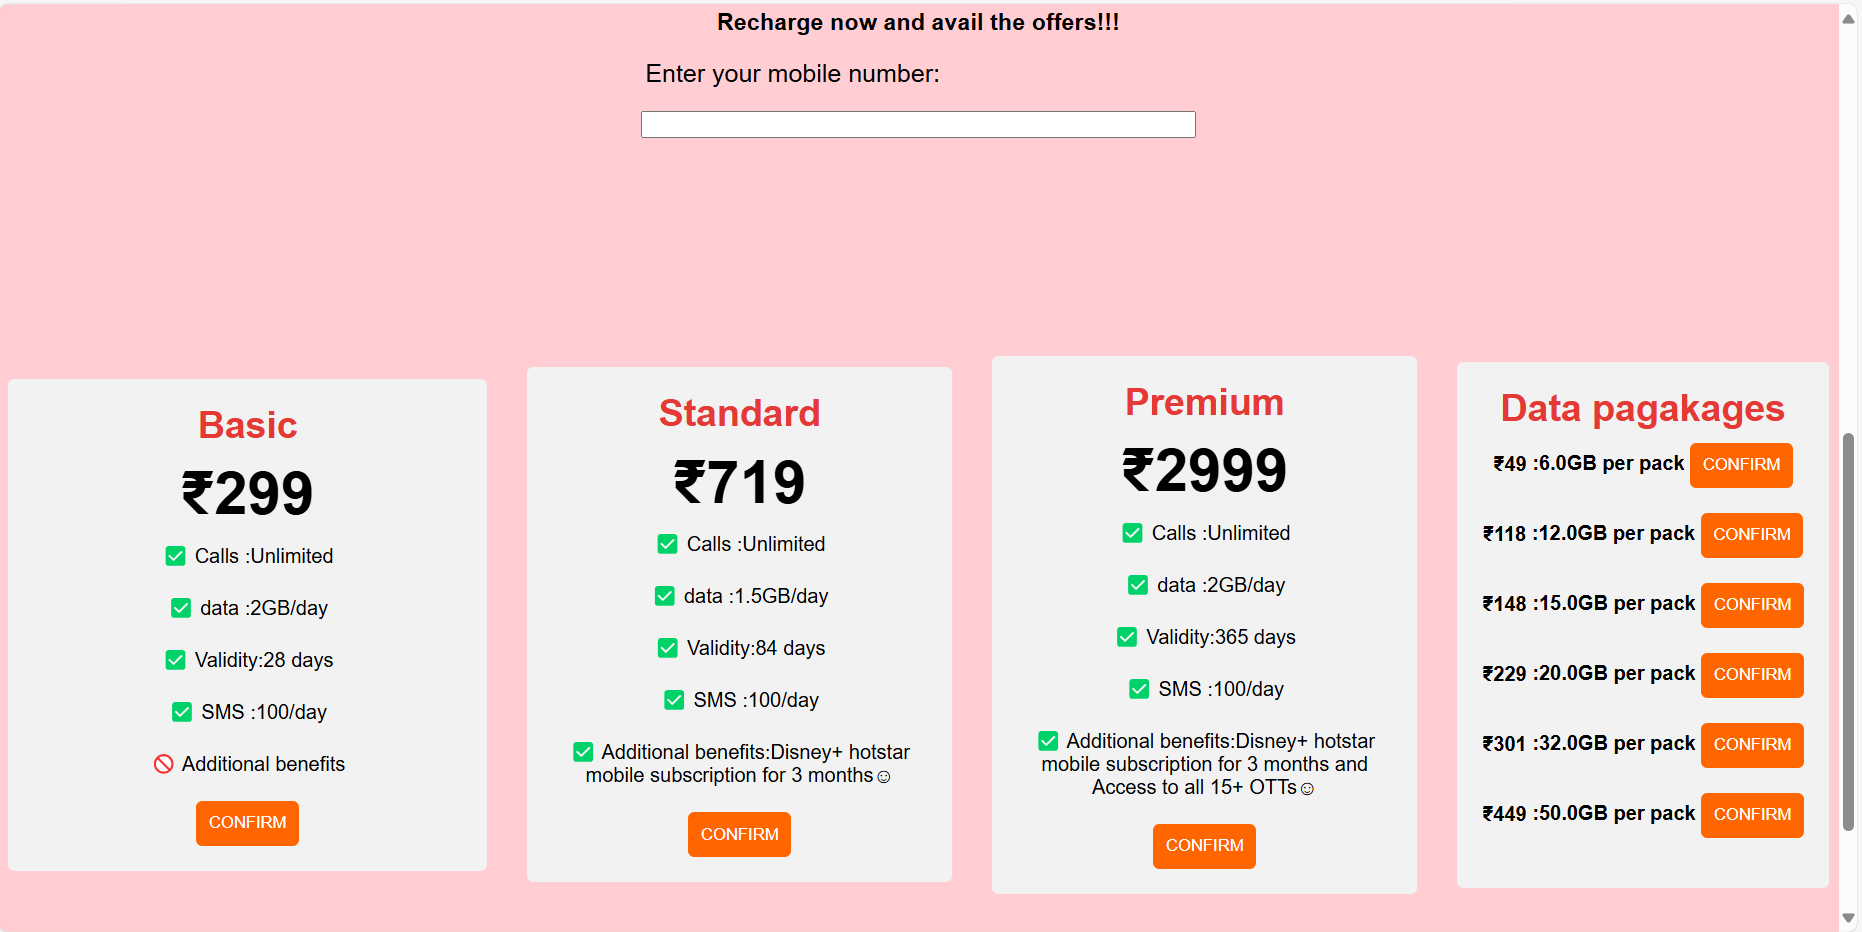 Recharge now and avail the offers!!!
Enter your mobile number:
Basic
₹299
✅ Calls :Unlimited
✅ data :2GB/day
✅ Validity:28 days
✅ SMS :100/day
🚫 Additional benefits
CONFIRM
Standard
₹719
✅ Calls :Unlimited
✅ data :1.5GB/day
✅ Validity:84 days
✅ SMS :100/day
✅ Additional benefits:Disney+ hotstar
mobile subscription for 3 months☺
CONFIRM
Premium
₹2999
✅ Calls :Unlimited
✅ data :2GB/day
✅ Validity:365 days
✅ SMS :100/day
✅ Additional benefits:Disney+ hotstar
mobile subscription for 3 months and
Access to all 15+ OTTs☺
CONFIRM
Data pagakages
₹49 :6.0GB per pack CONFIRM
₹118 :12.0GB per pack CONFIRM
₹148 :15.0GB per pack CONFIRM
₹229 :20.0GB per pack CONFIRM
₹301 :32.0GB per pack CONFIRM
₹449 :50.0GB per pack CONFIRM